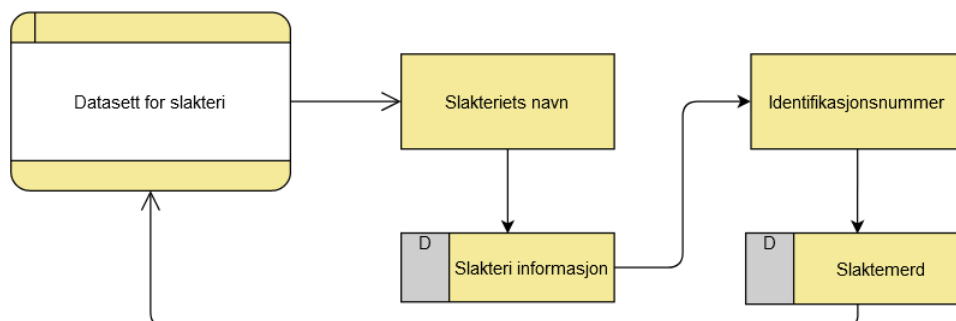 Datasett for slakteri
Slakteriets navn
Identifikasjonsnummer
D
Slakteri informasjon
D
Slaktemerd